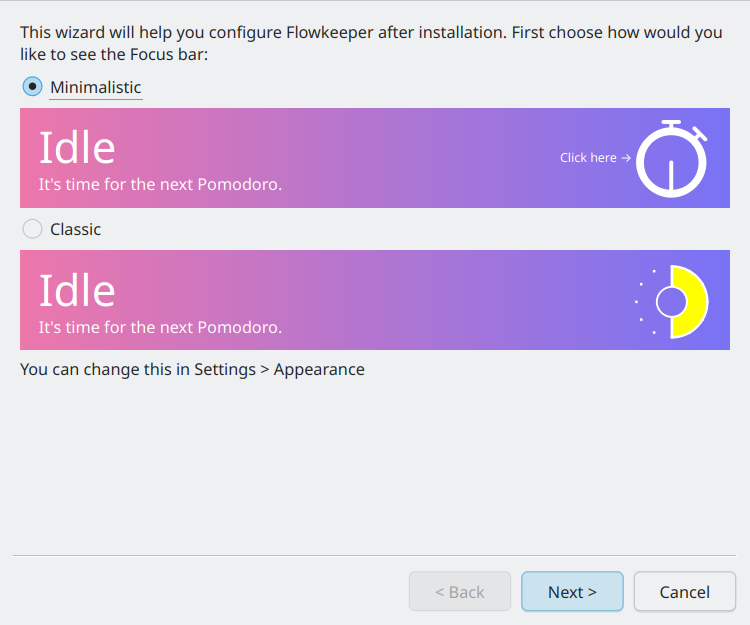 This wizard will help you configure Flowkeeper after installation. First choose how would you
like to see the Focus bar:
Minimalistic
Idle
It's time for the next Pomodoro.
Click here →
Classic
Idle
It's time for the next Pomodoro.
You can change this in Settings > Appearance
< Back
Next >
Cancel